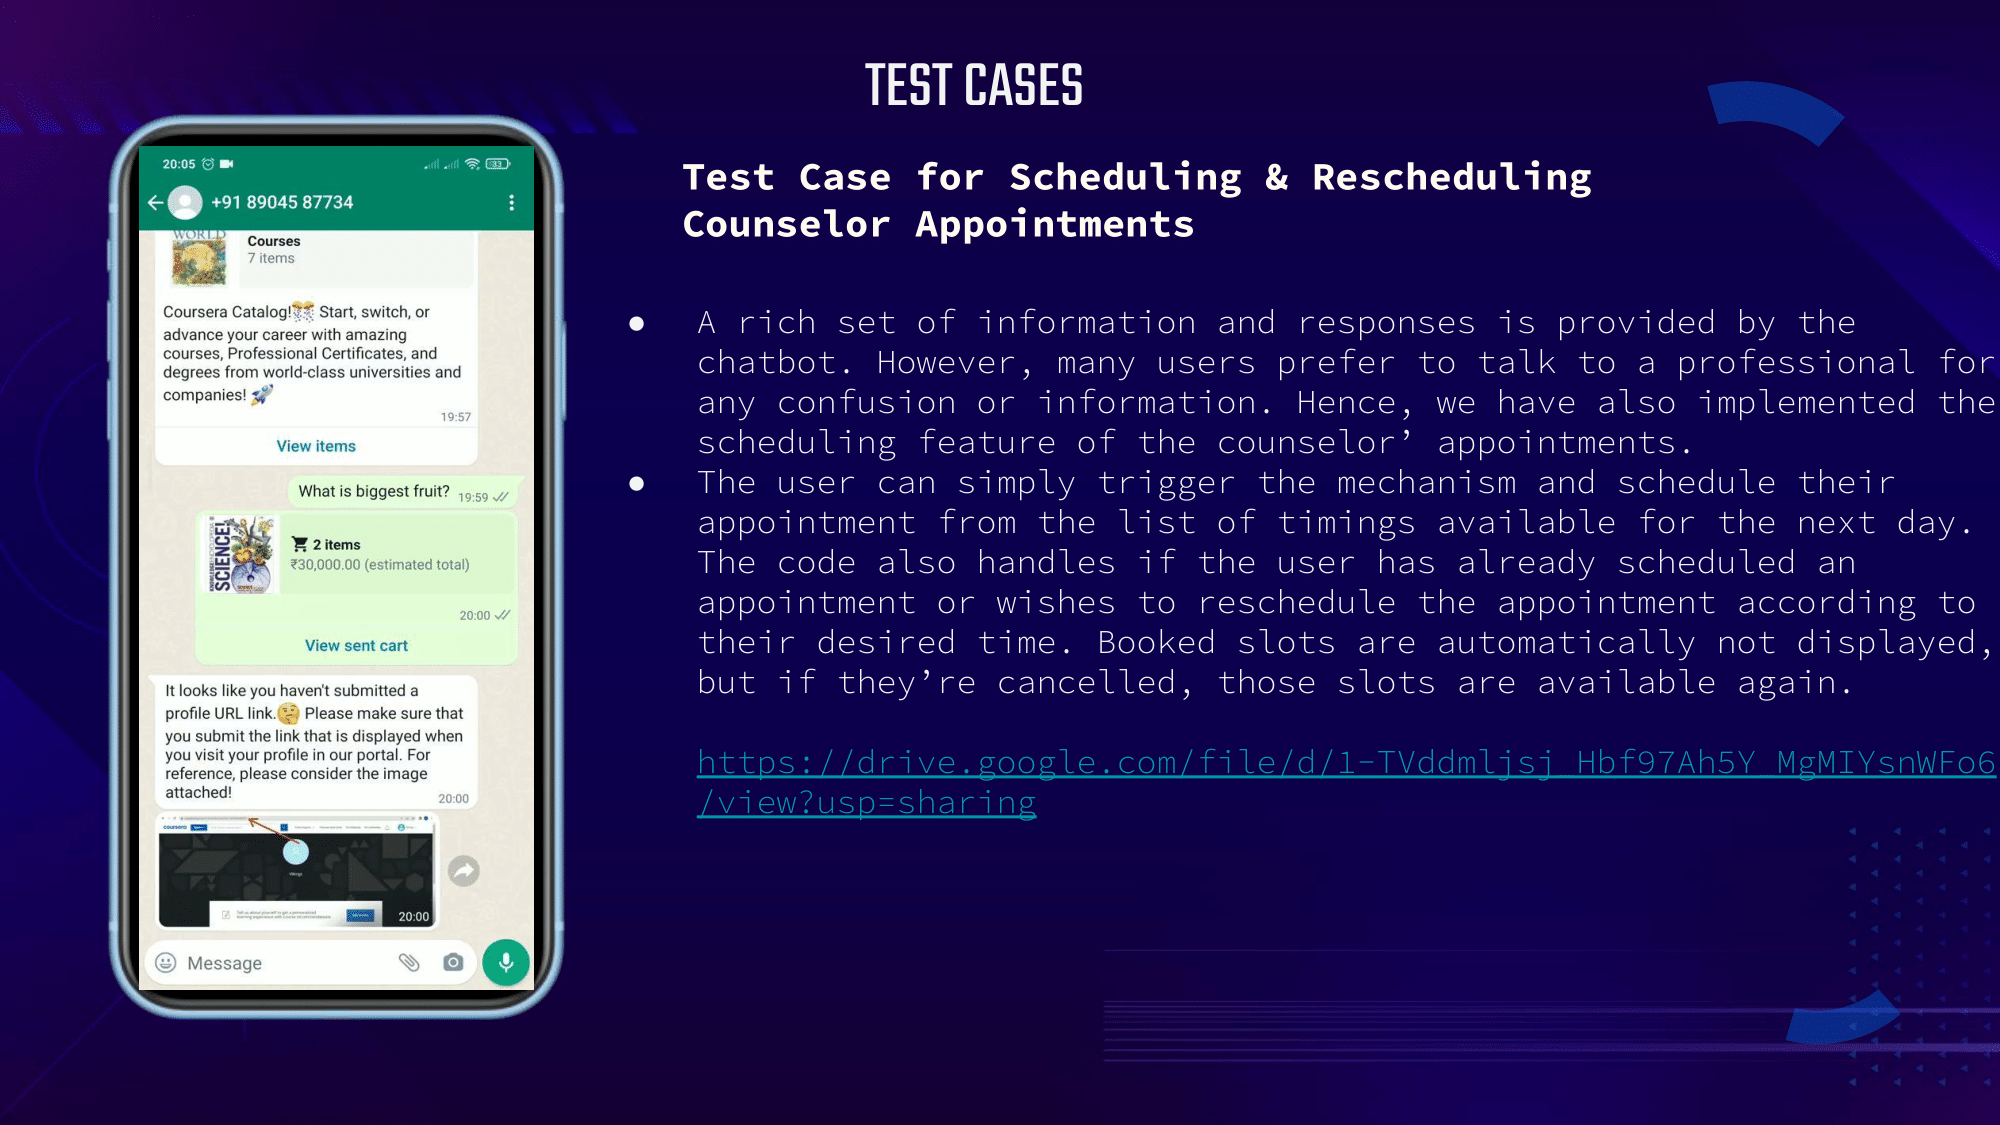 TEST CASES
Test Case for Scheduling & Rescheduling
Counselor Appointments
● A rich set of information and responses is provided by the
chatbot. However, many users prefer to talk to a professional for
any confusion or information. Hence, we have also implemented the
scheduling feature of the counselor’ appointments.
● The user can simply trigger the mechanism and schedule their
appointment from the list of timings available for the next day.
The code also handles if the user has already scheduled an
appointment or wishes to reschedule the appointment according to
their desired time. Booked slots are automatically not displayed,
but if they’re cancelled, those slots are available again.
https://drive.google.com/file/d/1-TVddmljsj_Hbf97Ah5Y_MgMIYsnWFo6
/view?usp=sharing
20:05
33
+91 89045 87734
WORLD
Courses
7 items
Coursera Catalog!🎊 Start, switch, or
advance your career with amazing
courses, Professional Certificates, and
degrees from world-class universities and
companies! 🚀
19:57
View items
What is biggest fruit? 19:59
SCIENCE!
2 items
₹30,000.00 (estimated total)
20:00
View sent cart
It looks like you haven't submitted a
profile URL link.🤔 Please make sure that
you submit the link that is displayed when
you visit your profile in our portal. For
reference, please consider the image
attached!
20:00
coursera
20:00
Message